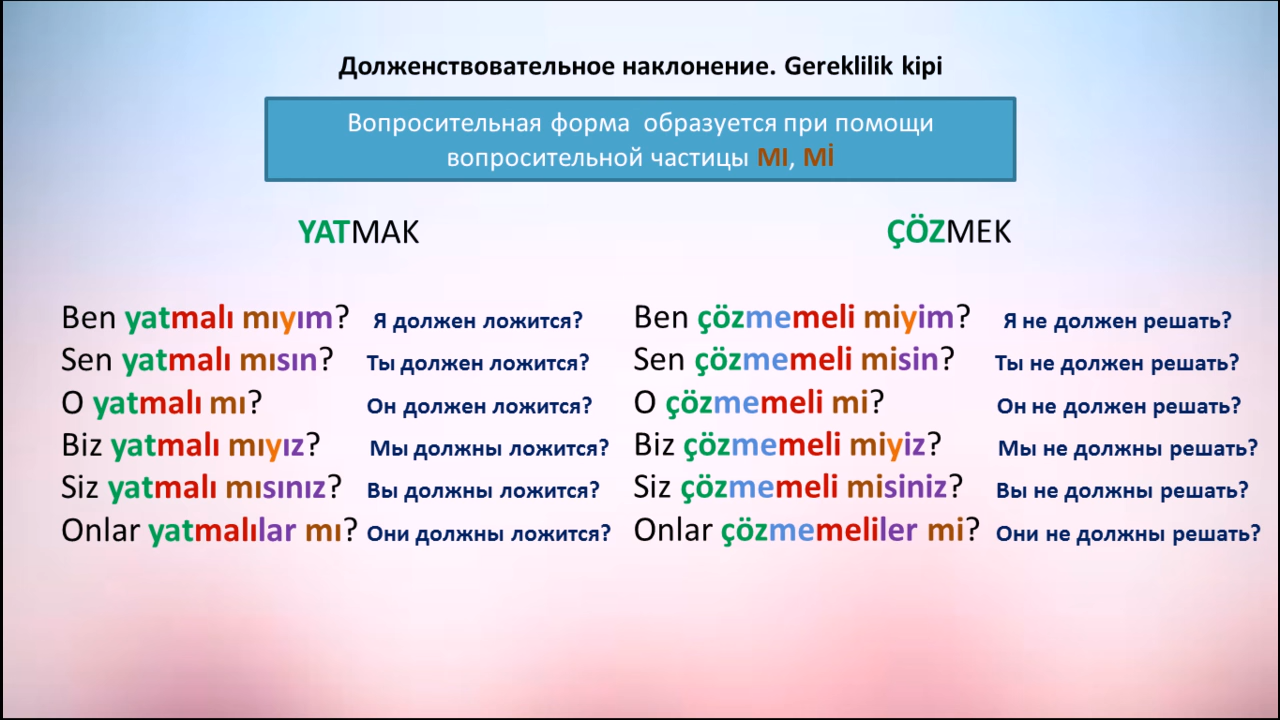 Долженствовательное наклонение. Gereklilik kipi
Вопросительная форма образуется при помощи
вопросительной частицы MI, Mİ
YATMAK
ÇÖZMEK
Ben yatmalı mıyım? Я должен ложится?
Sen yatmalı mısın? Ты должен ложится?
O yatmalı mı? Он должен ложится?
Biz yatmalı mıyız? Мы должны ложится?
Siz yatmalı mısınız? Вы должны ложится?
Onlar yatmalılar mı? Они должны ложится?
Ben çözmemeli miyim? Я не должен решать?
Sen çözmemeli misin? Ты не должен решать?
O çözmemeli mi? Он не должен решать?
Biz çözmemeli miyiz? Мы не должны решать?
Siz çözmemeli misiniz? Вы не должны решать?
Onlar çözmemeliler mi? Они не должны решать?